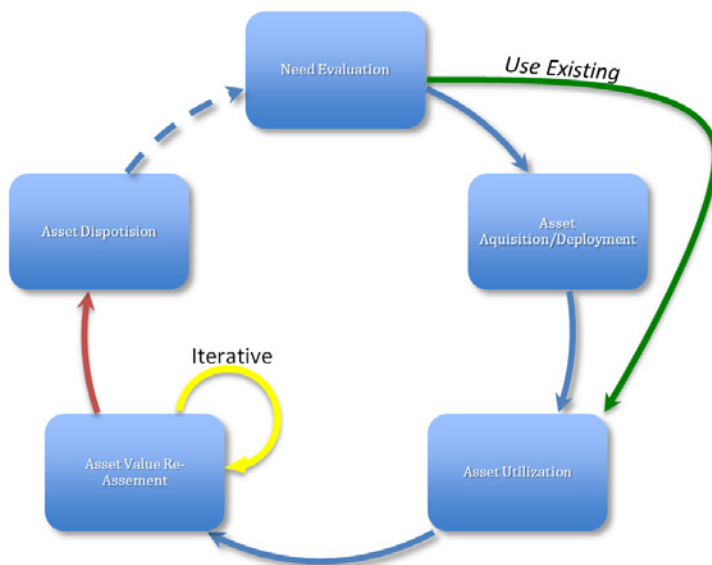 Need Evaluation
Use Existing
Asset
Aquisition/Deployment
Asset Dispotision
Iterative
Asset Value Re-
Assement
Asset Utilization